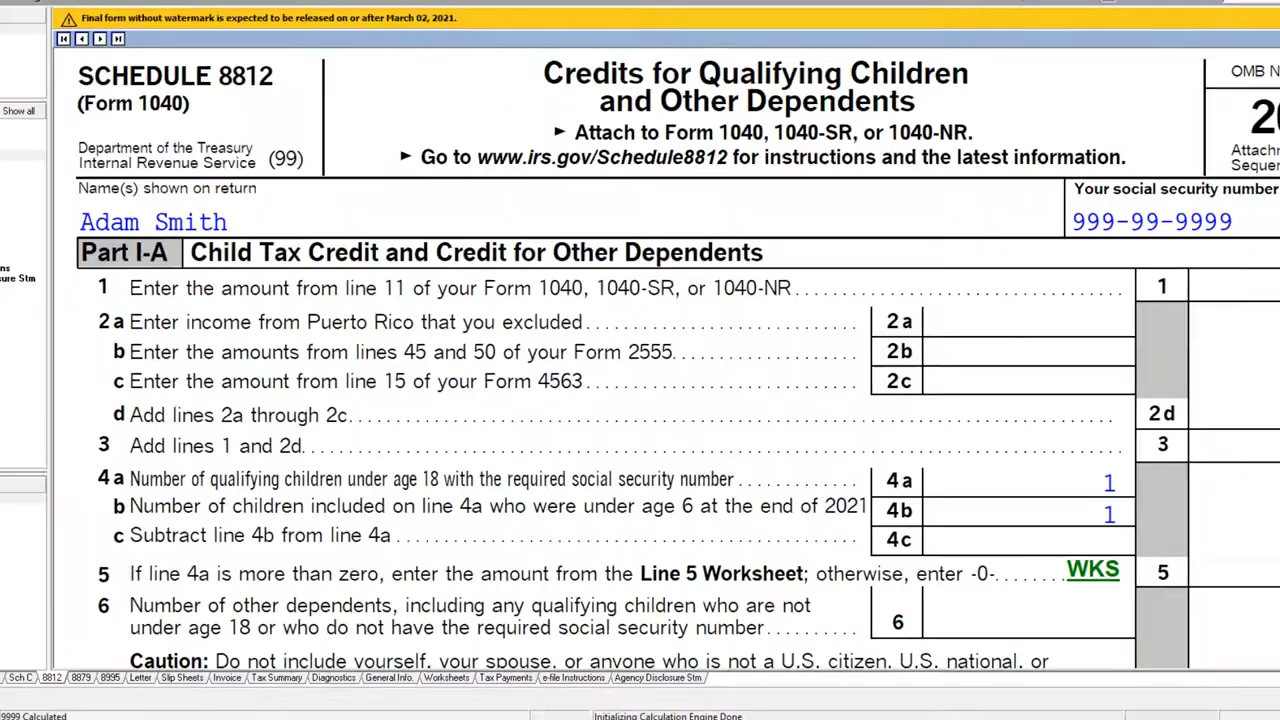 Final form without watermark is expected to be released on or after March 02, 2021.
SCHEDULE 8812
(Form 1040)
Department of the Treasury
Internal Revenue Service (99)
Credits for Qualifying Children
and Other Dependents
► Attach to Form 1040, 1040-SR, or 1040-NR.
► Go to www.irs.gov/Schedule8812 for instructions and the latest information.
OMB N
20
Attachm
Sequen
Show all
Name(s) shown on return
Your social security number
Adam Smith
999-99-9999
Part I-A Child Tax Credit and Credit for Other Dependents
ns
sure Stm
1 Enter the amount from line 11 of your Form 1040, 1040-SR, or 1040-NR 1
2a Enter income from Puerto Rico that you excluded 2a
b Enter the amounts from lines 45 and 50 of your Form 2555. 2b
c Enter the amount from line 15 of your Form 4563 2c
d Add lines 2a through 2c. 2d
3 Add lines 1 and 2d. 3
4a Number of qualifying children under age 18 with the required social security number 4a 1
b Number of children included on line 4a who were under age 6 at the end of 2021 4b 1
c Subtract line 4b from line 4a 4c
5 If line 4a is more than zero, enter the amount from the Line 5 Worksheet; otherwise, enter -0- WKS 5
6 Number of other dependents, including any qualifying children who are not
under age 18 or who do not have the required social security number 6
Caution: Do not include yourself, your spouse, or anyone who is not a U.S. citizen, U.S. national, or
Sch C 8812 8879 8995 Letter Slip Sheets Invoice Tax Summary Diagnostics General Info. Worksheets Tax Payments e-file Instructions Agency Disclosure Stm
9999 Calculated
Initializing Calculation Engine Done